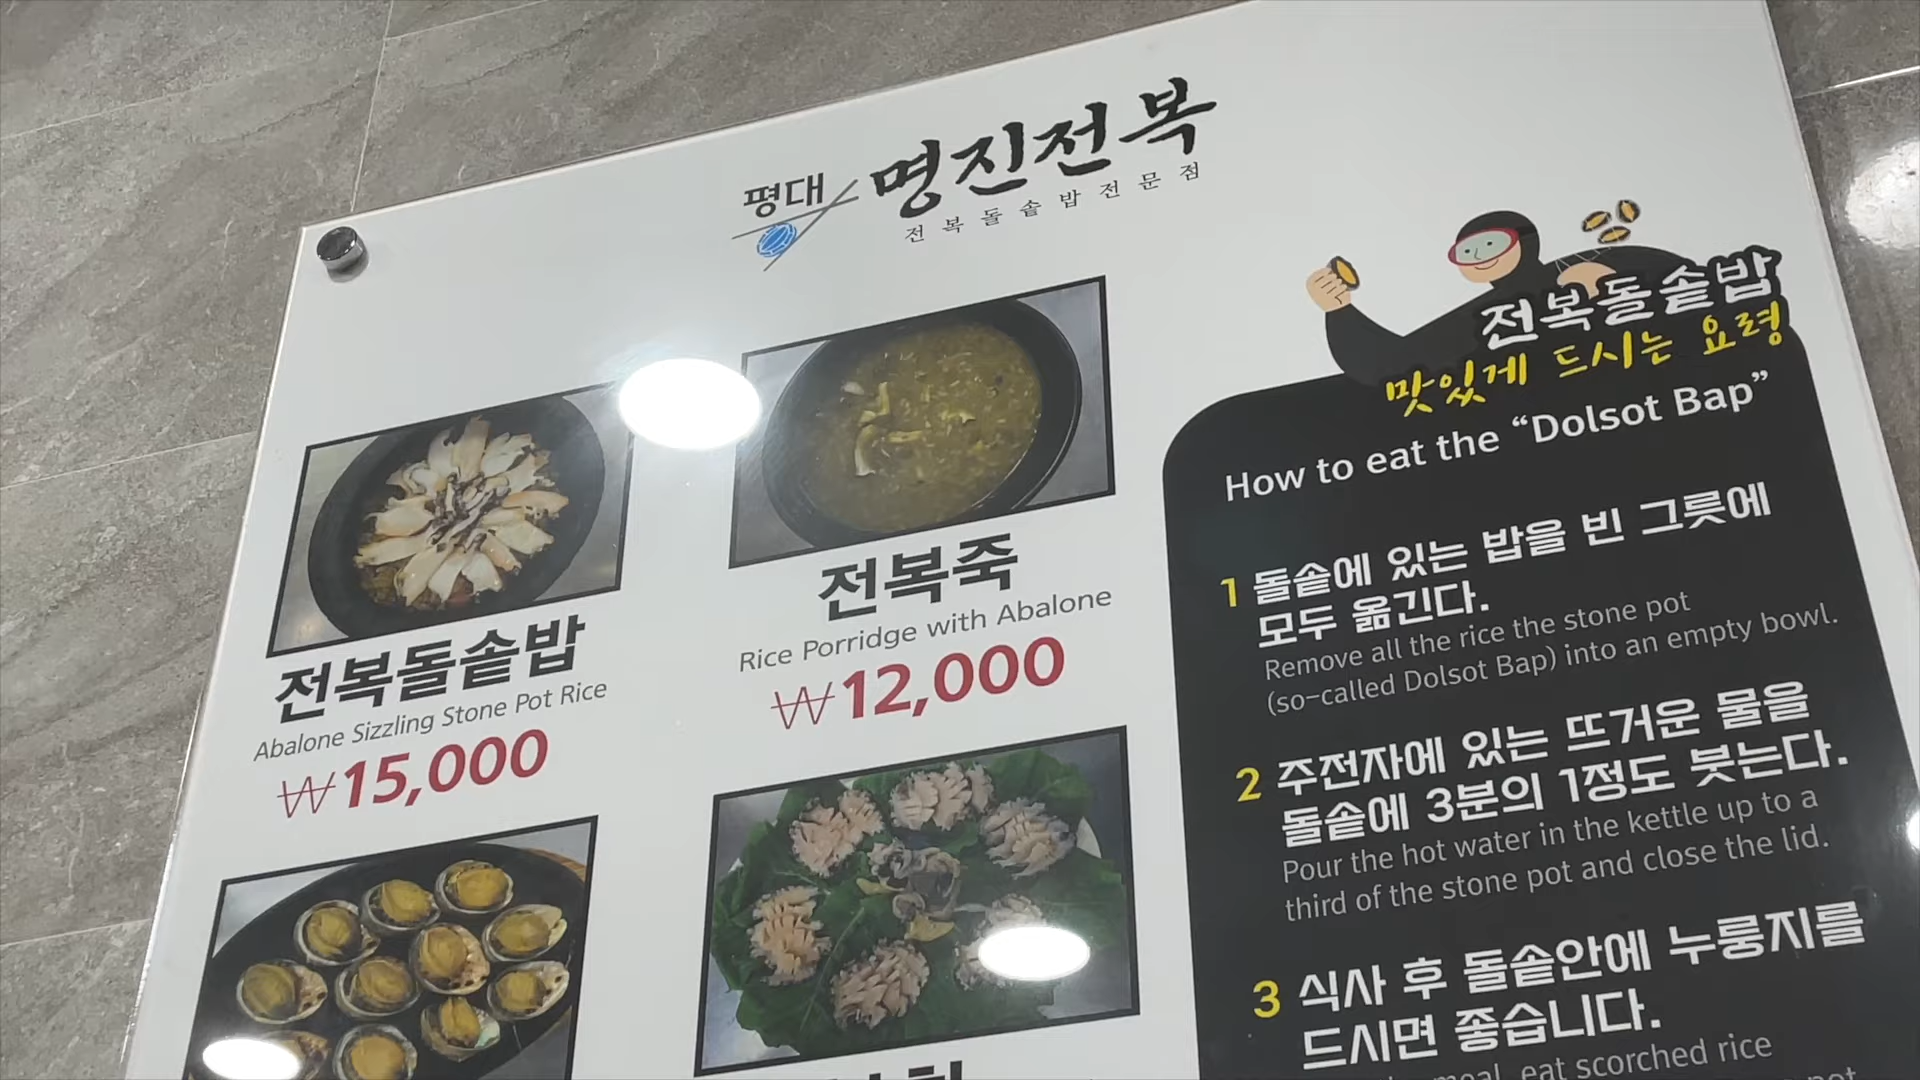 평대
명진전복
전복돌솥밥전문점
전복돌솥밥
Abalone Sizzling Stone Pot Rice
₩15,000
전복죽
Rice Porridge with Abalone
₩12,000
전복돌솥밥
맛있게 드시는 요령
How to eat the “Dolsot Bap”
1 돌솥에 있는 밥을 빈 그릇에
모두 옮긴다.
Remove all the rice the stone pot
(so-called Dolsot Bap) into an empty bowl.
2 주전자에 있는 뜨거운 물을
돌솥에 3분의 1정도 붓는다.
Pour the hot water in the kettle up to a
third of the stone pot and close the lid.
3 식사 후 돌솥안에 누룽지를
드시면 좋습니다.
meal, eat scorched rice
pot